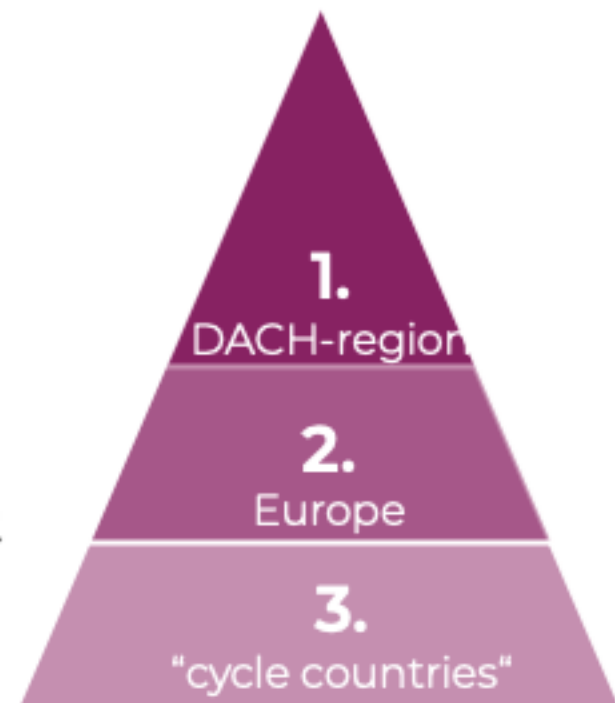 1.
DACH-region
2.
Europe
3.
“cycle countries“